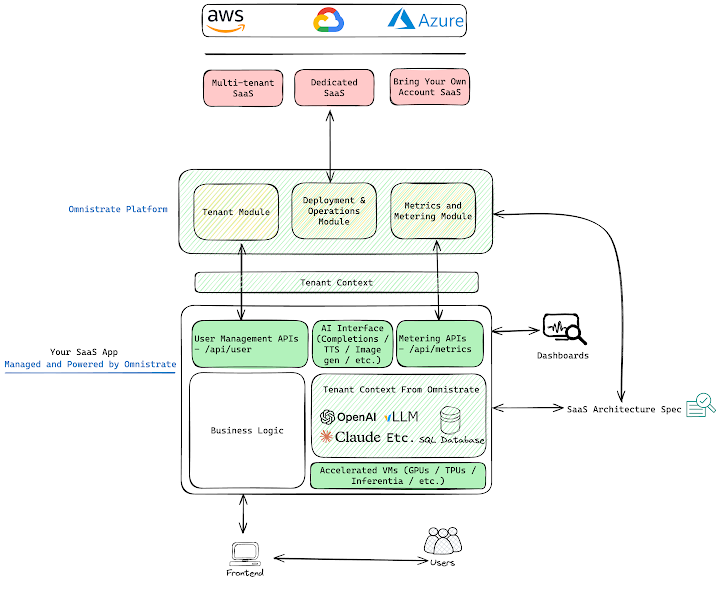 aws
Azure
Multi-tenant
SaaS
Dedicated
SaaS
Bring Your Own
Account SaaS
Omnistrate Platform
Tenant Module
Deployment &
Operations
Module
Metrics and
Metering Module
Tenant Context
Your SaaS App
Managed and Powered by Omnistrate
User Management APIs
- /api/user
AI Interface
(Completions /
TTS / Image
gen / etc.)
Metering APIs
- /api/metrics
Dashboards
Business Logic
Tenant Context From Omnistrate
OpenAI
vLLM
Claude
Etc.
SQL Database
SaaS Architecture Spec
Accelerated VMs (GPUs / TPUs /
Inferentia / etc.)
Frontend
Users